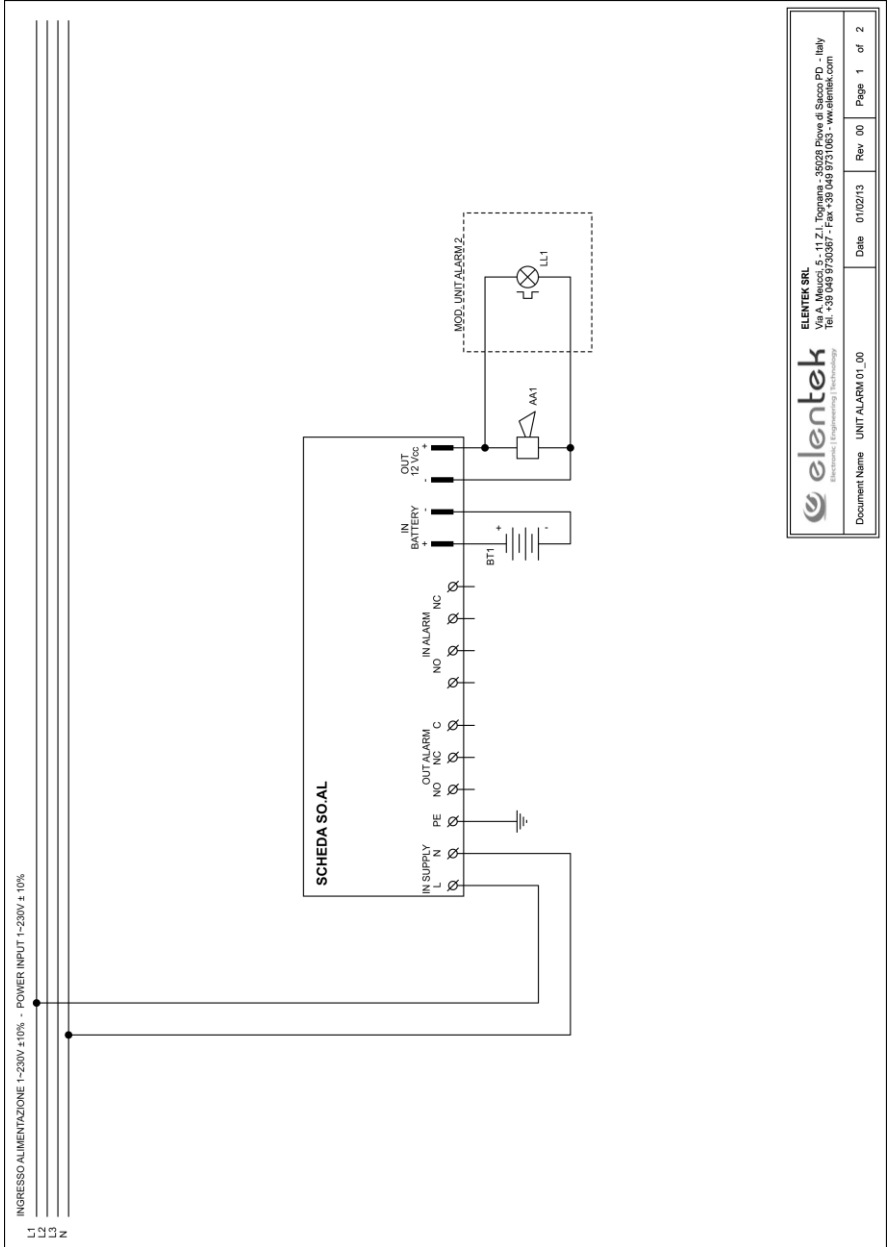 INGRESSO ALIMENTAZIONE 1~230V ±10% - POWER INPUT 1~230V ± 10%
L1
L2
L3
N
SCHEDA SO.AL
IN SUPPLY
L N
PE
OUT ALARM
NO NC C
IN ALARM
NO NC
IN
BATTERY
+ -
OUT
12 Vcc
- +
BT1
+
-
AA1
MOD. UNIT ALARM 2
LL1
elentek
Electronic | Engineering | Technology
ELENTEK SRL
Via A. Meucci, 5 - 11 Z.I. Tognana - 35028 Piove di Sacco PD - Italy
Tel. +39 049 9730367 - Fax +39 049 9731063 - ww.elentek.com
Document Name UNIT ALARM 01_00
Date 01/02/13
Rev 00
Page 1 of 2